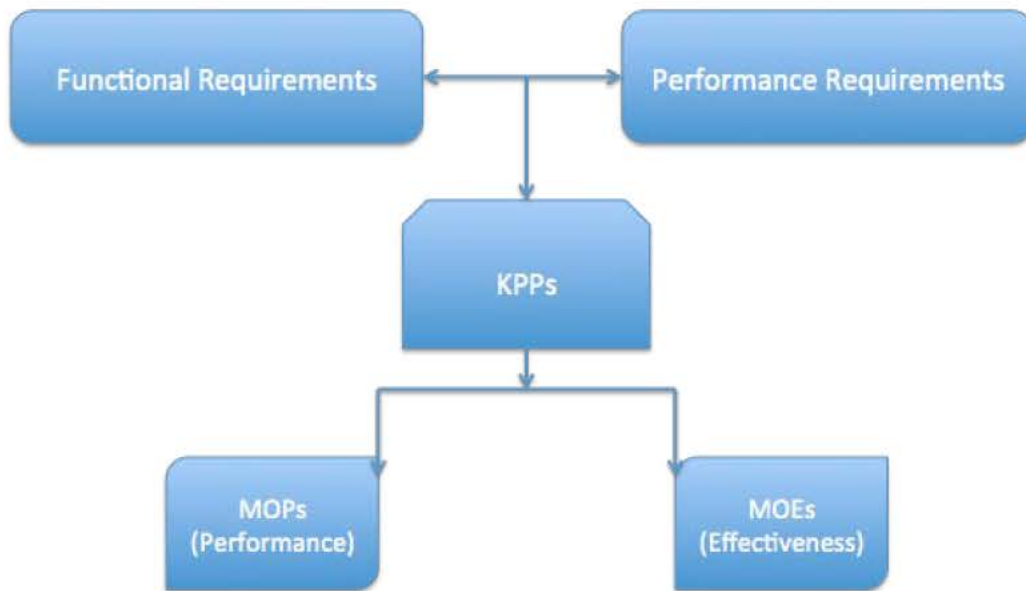 Functional Requirements
Performance Requirements
KPPs
MOPs
(Performance)
MOEs
(Effectiveness)